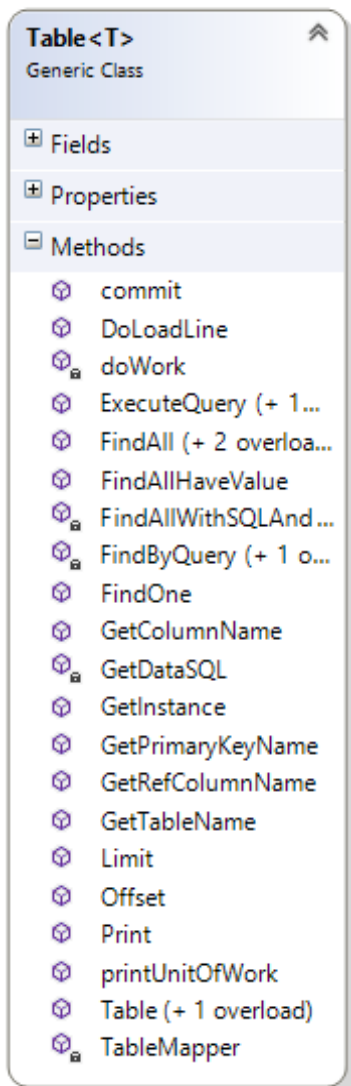 Table<T>
Generic Class
Fields
Properties
Methods
commit
DoLoadLine
doWork
ExecuteQuery (+ 1...
FindAll (+ 2 overloa...
FindAllHaveValue
FindAllWithSQLAnd...
FindByQuery (+ 1 o...
FindOne
GetColumnName
GetDataSQL
GetInstance
GetPrimaryKeyName
GetRefColumnName
GetTableName
Limit
Offset
Print
printUnitOfWork
Table (+ 1 overload)
TableMapper